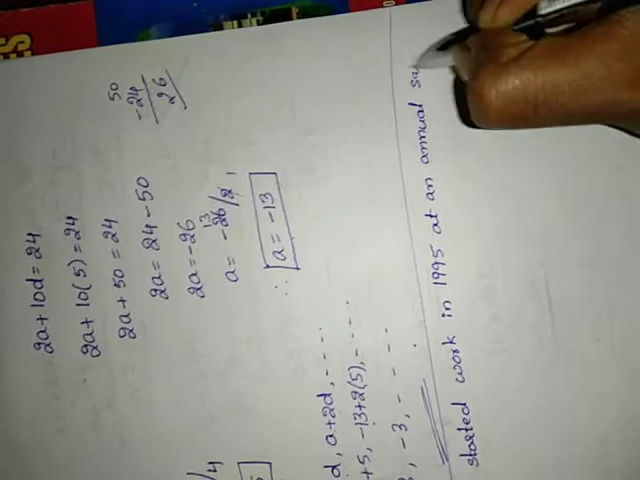 2a + 10d = 24
2a + 10(5) = 24
2a + 50 = 24
2a = 24 - 50
50
-24
26
2a = -26
a = -26/2
13
∴ a = -13
d, a+2d, ----
+5, -13+2(5), ----
, -3, ----
/4
started work in 1995 at an annual